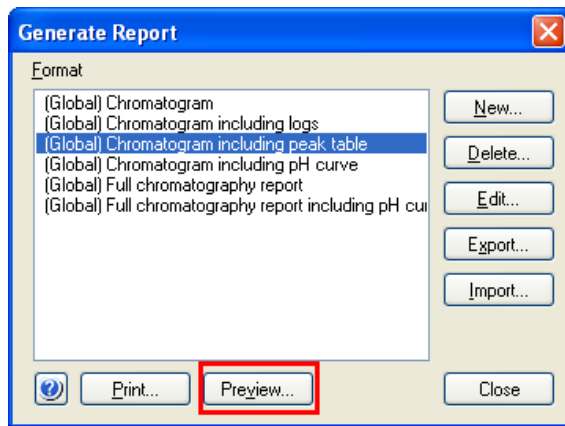 Generate Report
Format
(Global) Chromatogram
(Global) Chromatogram including logs
(Global) Chromatogram including peak table
(Global) Chromatogram including pH curve
(Global) Full chromatography report
(Global) Full chromatography report including pH cu
New...
Delete...
Edit...
Export...
Import...
Print...
Preview...
Close